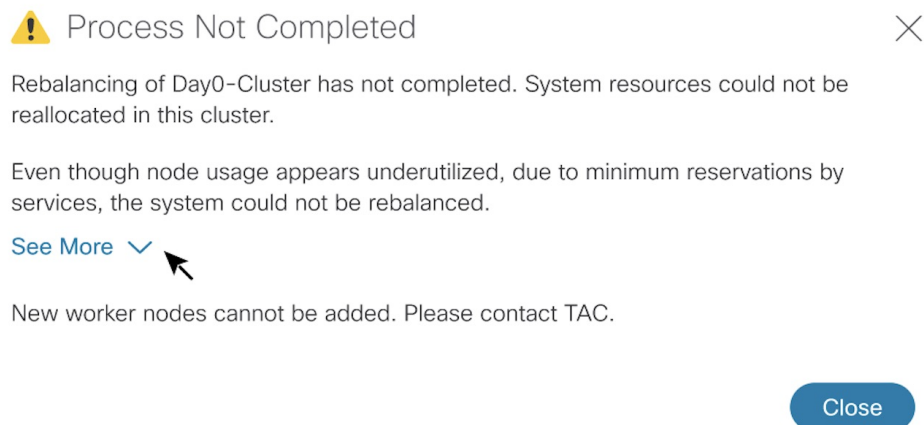 Process Not Completed
Rebalancing of Day0-Cluster has not completed. System resources could not be
reallocated in this cluster.
Even though node usage appears underutilized, due to minimum reservations by
services, the system could not be rebalanced.
See More
New worker nodes cannot be added. Please contact TAC.
Close